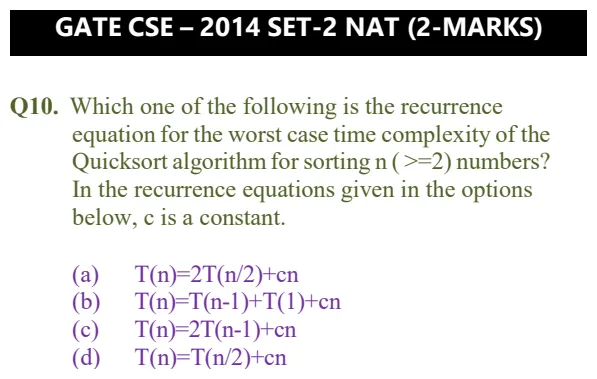 GATE CSE – 2014 SET-2 NAT (2-MARKS)
Q10. Which one of the following is the recurrence
equation for the worst case time complexity of the
Quicksort algorithm for sorting n ( >=2) numbers?
In the recurrence equations given in the options
below, c is a constant.
(a) T(n)=2T(n/2)+cn
(b) T(n)=T(n-1)+T(1)+cn
(c) T(n)=2T(n-1)+cn
(d) T(n)=T(n/2)+cn